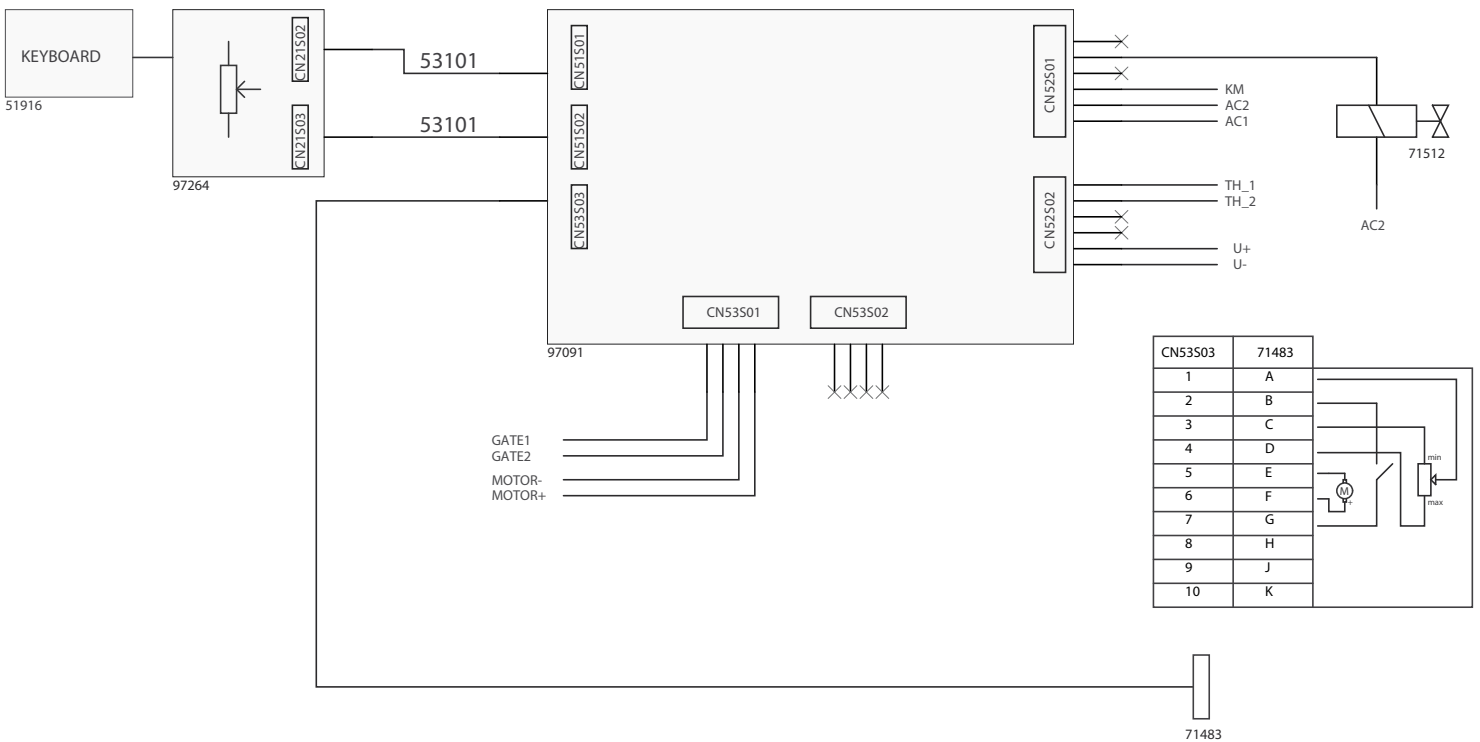 KEYBOARD
51916
CN21S02
CN21S03
97264
53101
53101
CN51S01
CN51S02
CN53S03
CN52S01
CN52S02
CN53S01
CN53S02
97091
KM
AC2
AC1
TH_1
TH_2
U+
U-
71512
AC2
GATE1
GATE2
MOTOR-
MOTOR+
CN53S03 71483
1 A
2 B
3 C
4 D
5 E
6 F
7 G
8 H
9 J
10 K
M
+
min
max
71483